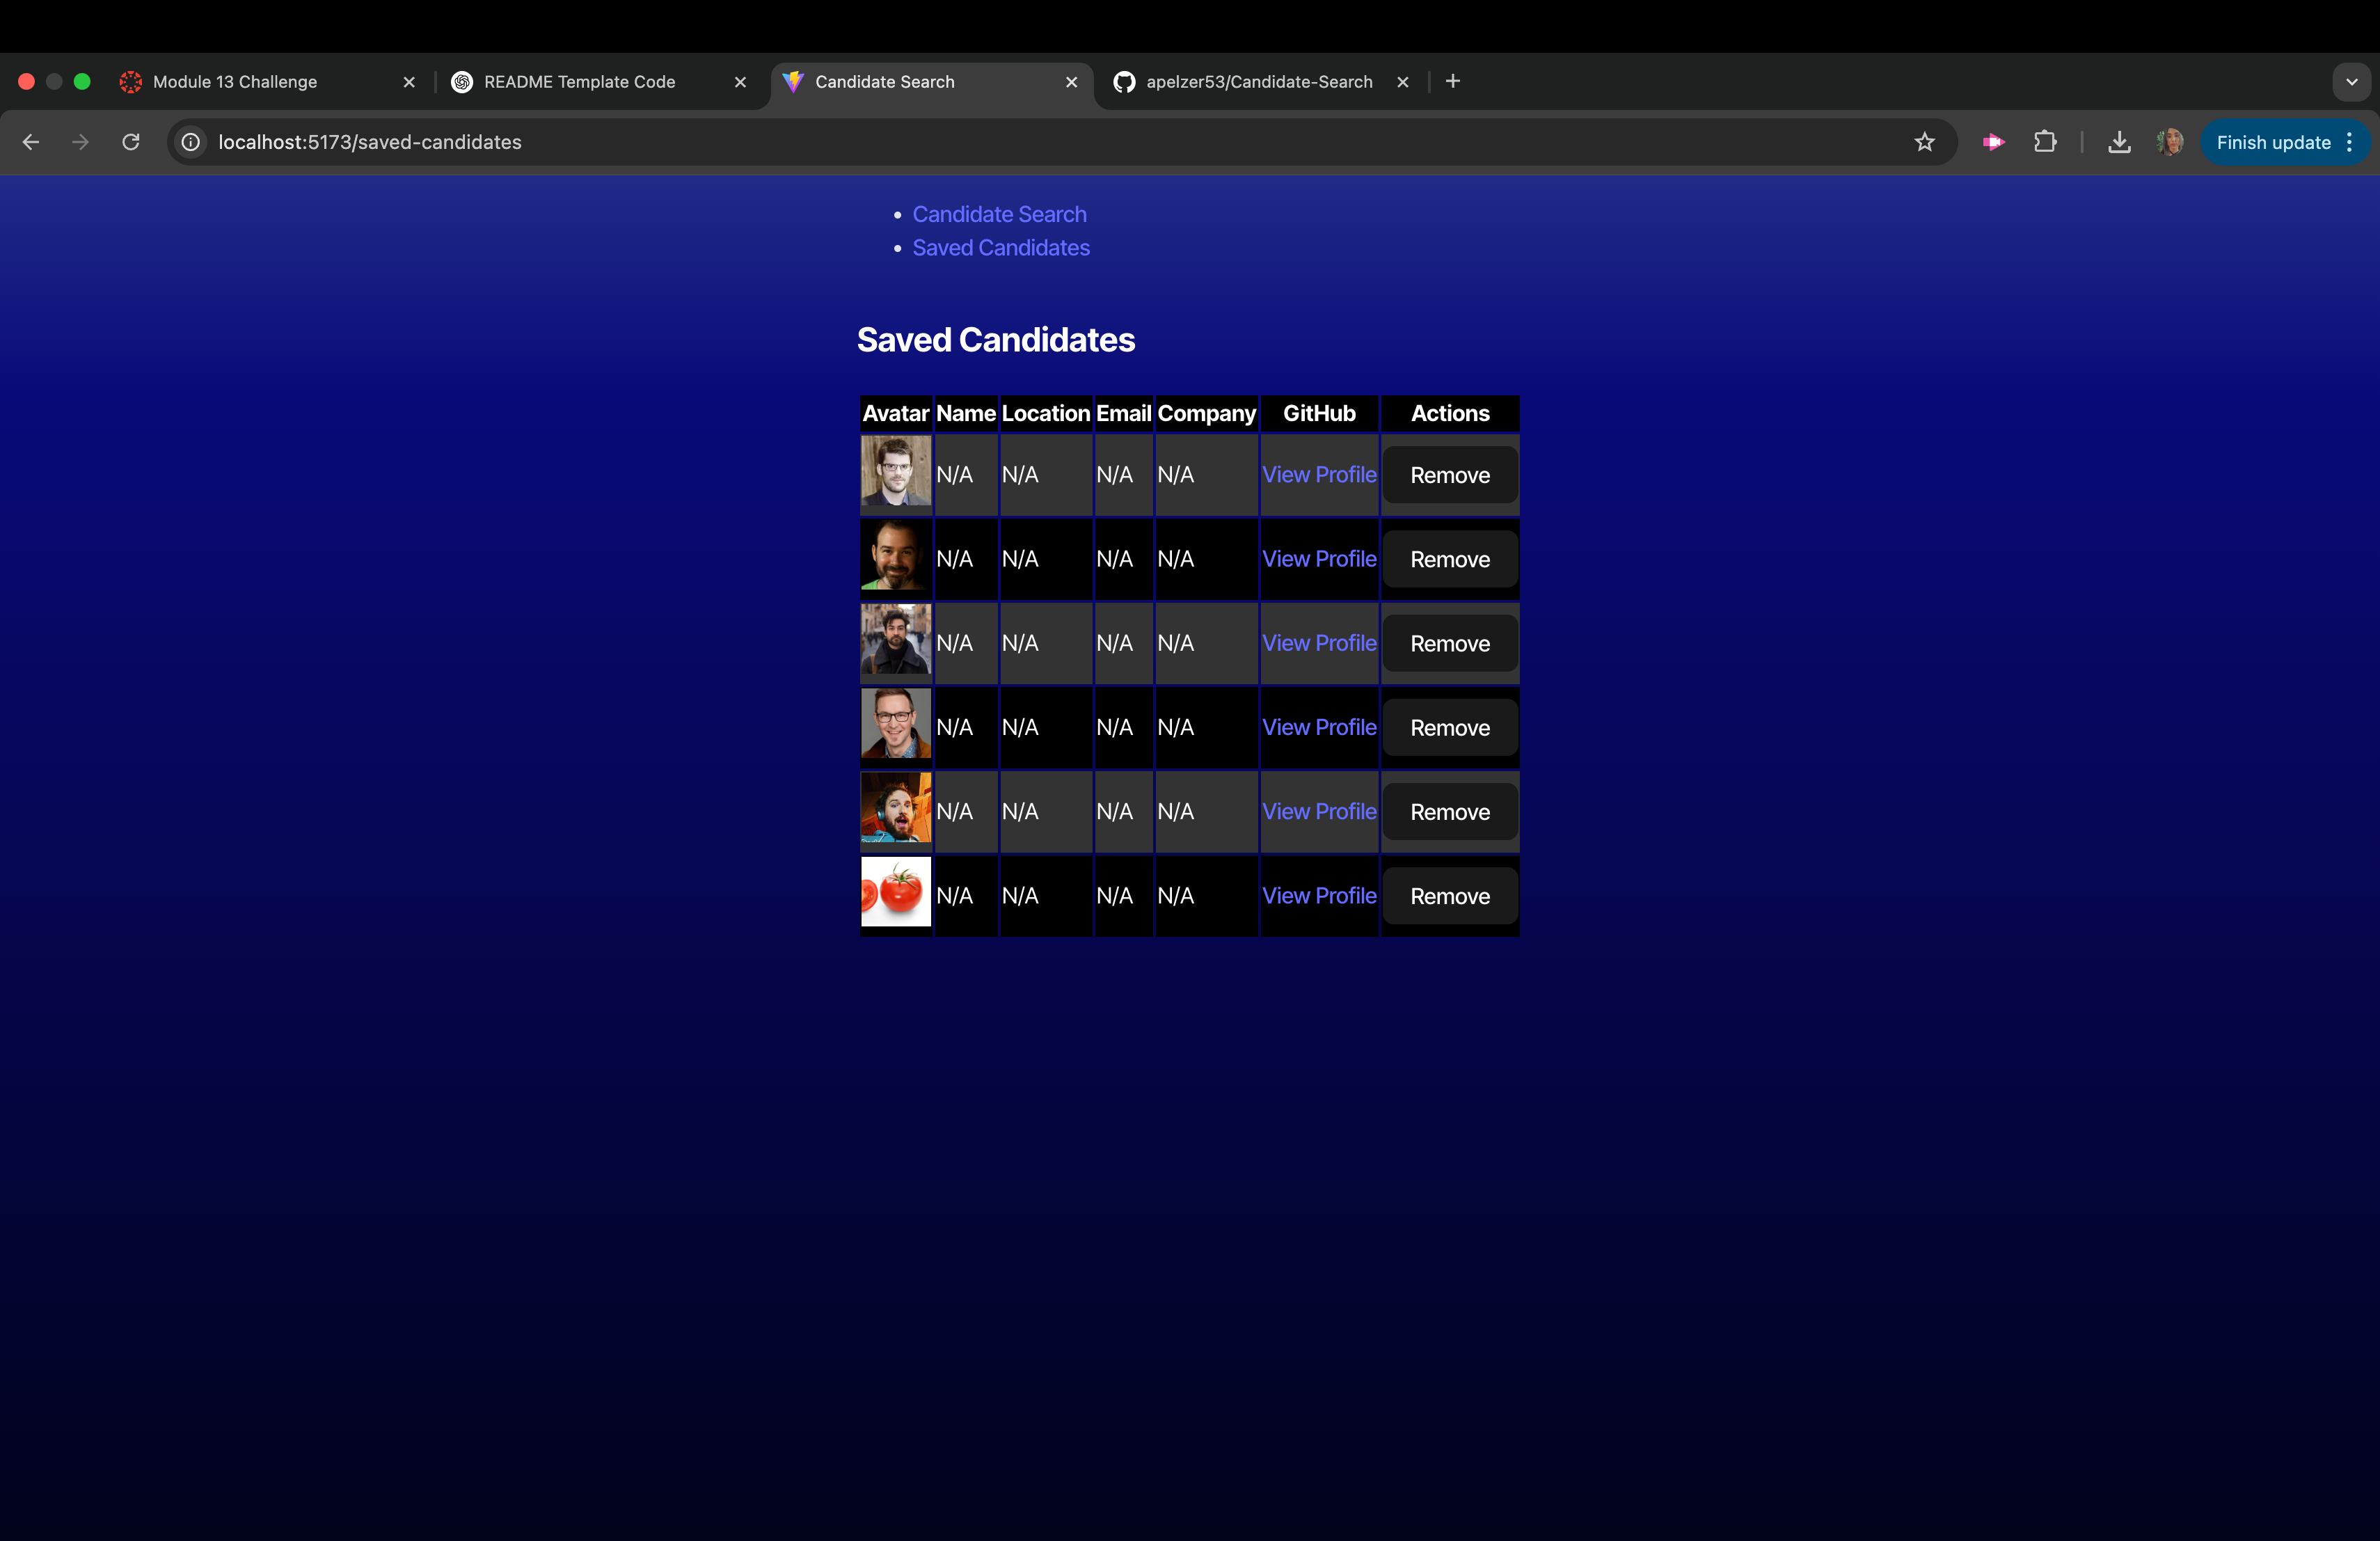 Module 13 Challenge
README Template Code
Candidate Search
apelzer53/Candidate-Search
localhost:5173/saved-candidates
Finish update
Candidate Search
Saved Candidates
Saved Candidates
Avatar Name Location Email Company GitHub Actions
N/A N/A N/A N/A View Profile Remove
N/A N/A N/A N/A View Profile Remove
N/A N/A N/A N/A View Profile Remove
N/A N/A N/A N/A View Profile Remove
N/A N/A N/A N/A View Profile Remove
N/A N/A N/A N/A View Profile Remove